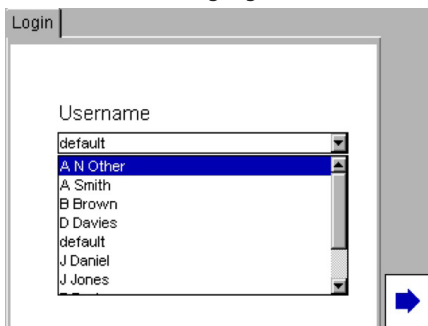 Login
Username
default
A N Other
A Smith
B Brown
D Davies
default
J Daniel
J Jones